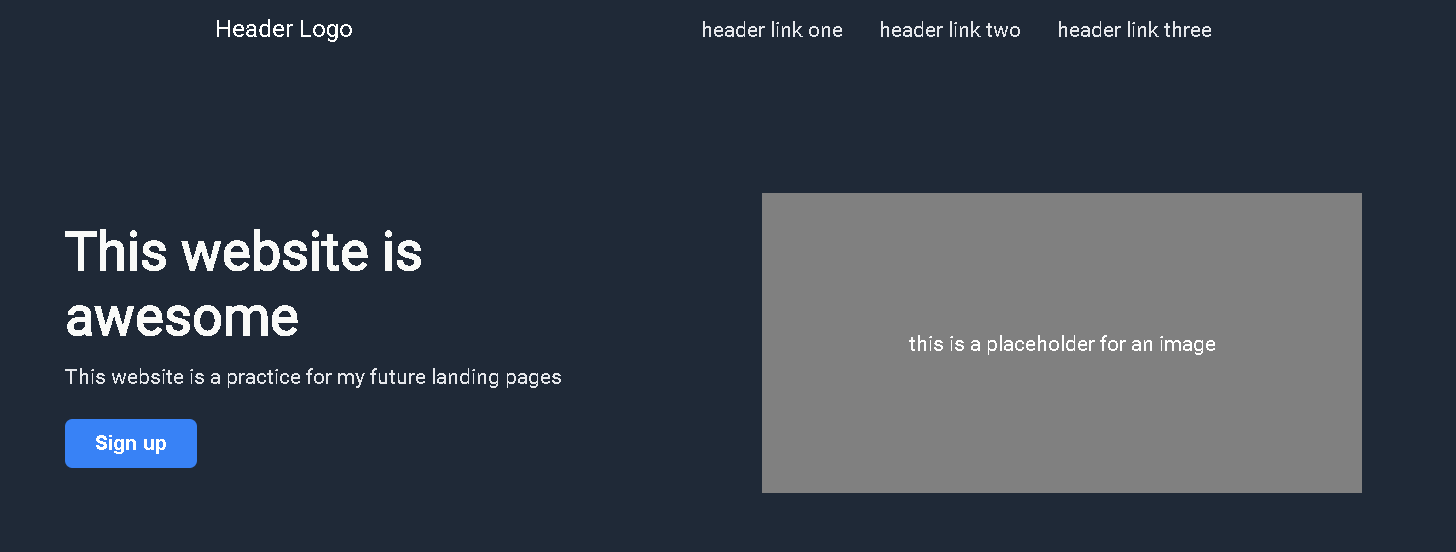 Header Logo
header link one
header link two
header link three
This website is
awesome
This website is a practice for my future landing pages
Sign up
this is a placeholder for an image